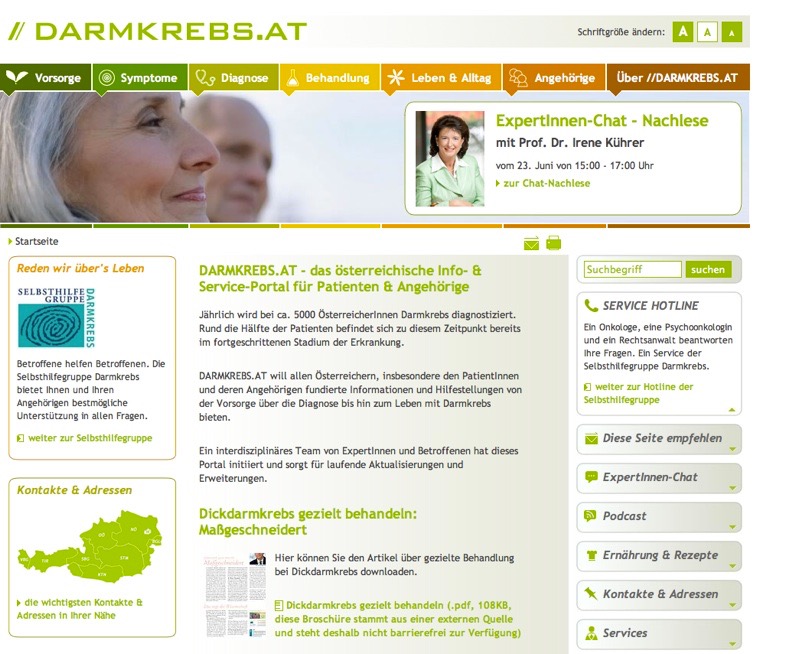 // DARMKREBS.AT
Schriftgröße ändern: A A A
Vorsorge Symptome Diagnose Behandlung Leben & Alltag Angehörige Über //DARMKREBS.AT
ExpertInnen-Chat - Nachlese
mit Prof. Dr. Irene Kührer
vom 23. Juni von 15:00 - 17:00 Uhr
zur Chat-Nachlese
Startseite
Reden wir über's Leben
SELBSTHILFE
GRUPPE
DARMKREBS
Betroffene helfen Betroffenen. Die
Selbsthilfegruppe Darmkrebs
bietet Ihnen und Ihren
Angehörigen bestmögliche
Unterstützung in allen Fragen.
weiter zur Selbsthilfegruppe
Kontakte & Adressen
die wichtigsten Kontakte &
Adressen in Ihrer Nähe
DARMKREBS.AT - das österreichische Info- &
Service-Portal für Patienten & Angehörige
Jährlich wird bei ca. 5000 ÖsterreicherInnen Darmkrebs diagnostiziert.
Rund die Hälfte der Patienten befindet sich zu diesem Zeitpunkt bereits
im fortgeschrittenen Stadium der Erkrankung.
DARMKREBS.AT will allen Österreichern, insbesondere den PatientInnen
und deren Angehörigen fundierte Informationen und Hilfestellungen von
der Vorsorge über die Diagnose bis hin zum Leben mit Darmkrebs
bieten.
Ein interdisziplinäres Team von ExpertInnen und Betroffenen hat dieses
Portal initiiert und sorgt für laufende Aktualisierungen und
Erweiterungen.
Dickdarmkrebs gezielt behandeln:
Maßgeschneidert
Hier können Sie den Artikel über gezielte Behandlung
bei Dickdarmkrebs downloaden.
Dickdarmkrebs gezielt behandeln (.pdf, 108KB,
diese Broschüre stammt aus einer externen Quelle
und steht deshalb nicht barrierefrei zur Verfügung)
Suchbegriff suchen
SERVICE HOTLINE
Ein Onkologe, eine Psychoonkologin
und ein Rechtsanwalt beantworten
Ihre Fragen. Ein Service der
Selbsthilfegruppe Darmkrebs.
weiter zur Hotline der
Selbsthilfegruppe
Diese Seite empfehlen
ExpertInnen-Chat
Podcast
Ernährung & Rezepte
Kontakte & Adressen
Services